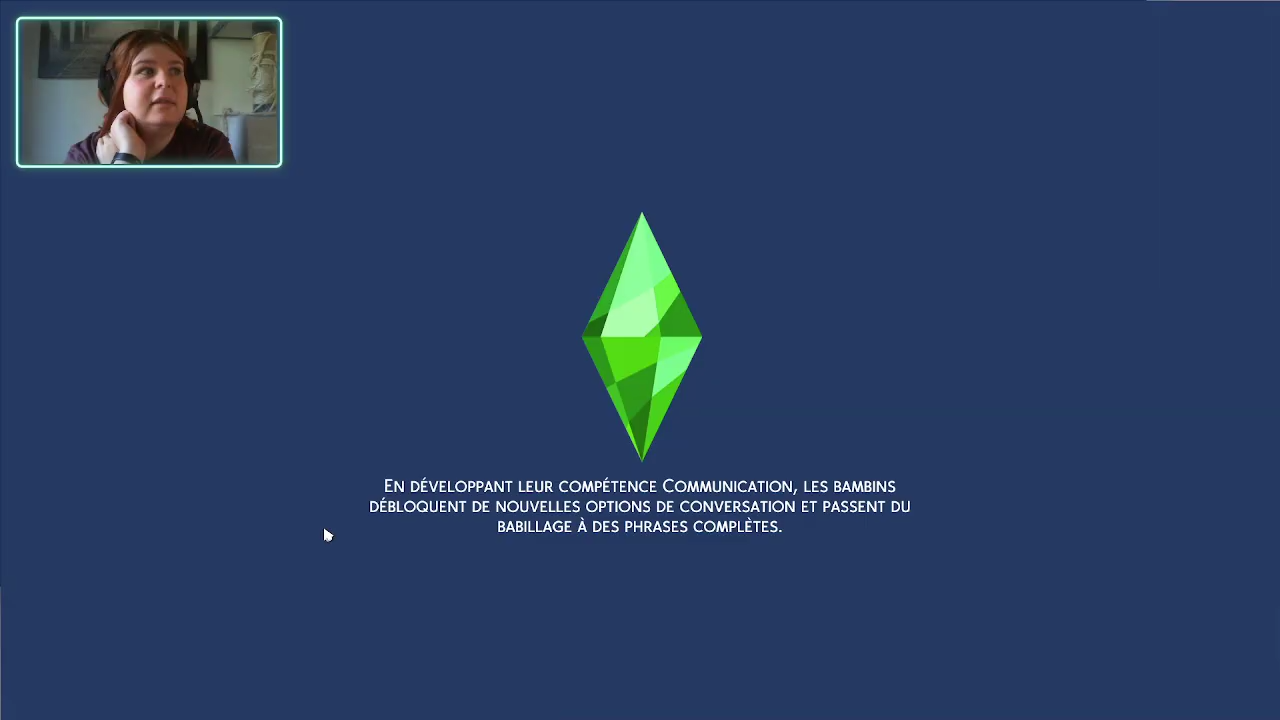 En développant leur compétence Communication, les bambins
débloquent de nouvelles options de conversation et passent du
babillage à des phrases complètes.